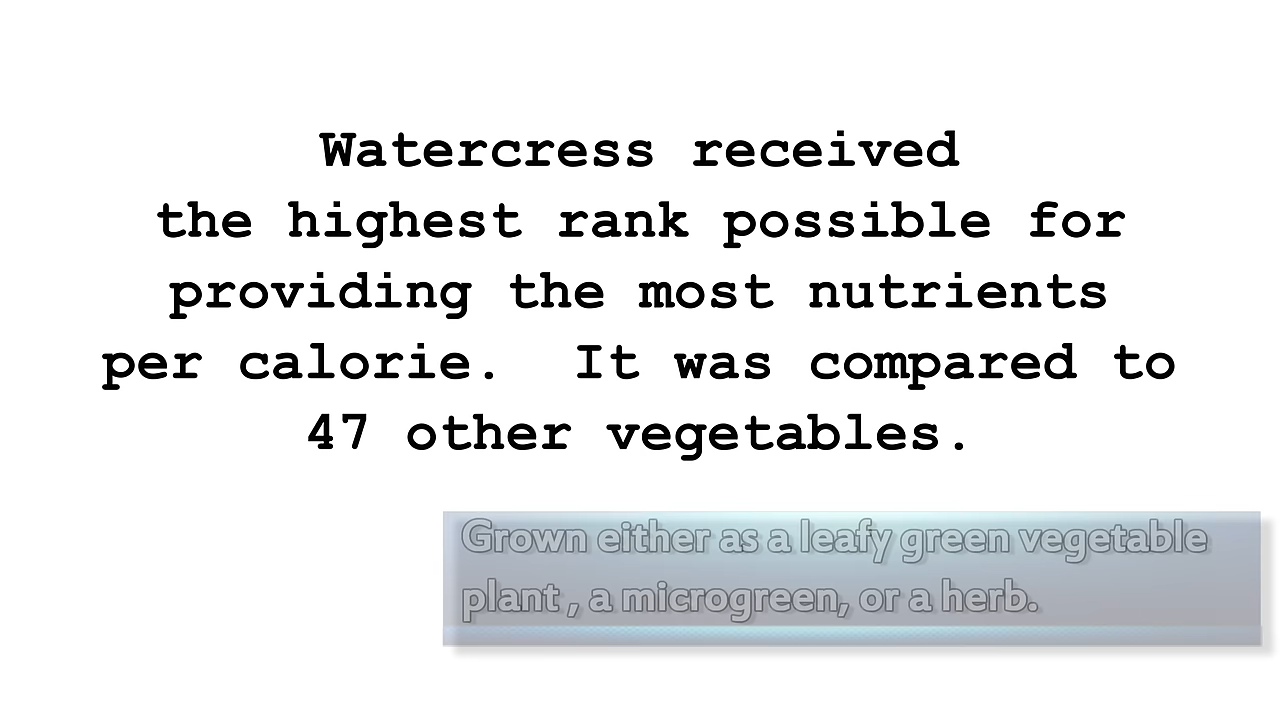 Watercress received
the highest rank possible for
providing the most nutrients
per calorie.  It was compared to
47 other vegetables.
Grown either as a leafy green vegetable
plant , a microgreen, or a herb.